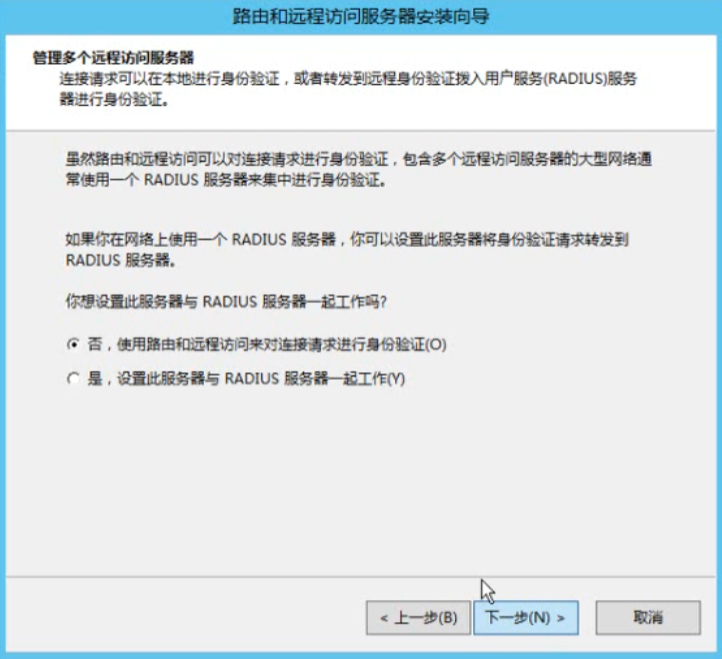 路由和远程访问服务器安装向导
管理多个远程访问服务器
连接请求可以在本地进行身份验证，或者转发到远程身份验证拨入用户服务(RADIUS)服务
器进行身份验证。
虽然路由和远程访问可以对连接请求进行身份验证，包含多个远程访问服务器的大型网络通
常使用一个 RADIUS 服务器来集中进行身份验证。
如果你在网络上使用一个 RADIUS 服务器，你可以设置此服务器将身份验证请求转发到
RADIUS 服务器。
你想设置此服务器与 RADIUS 服务器一起工作吗?
否，使用路由和远程访问来对连接请求进行身份验证(O)
是，设置此服务器与 RADIUS 服务器一起工作(Y)
< 上一步(B) 下一步(N) > 取消